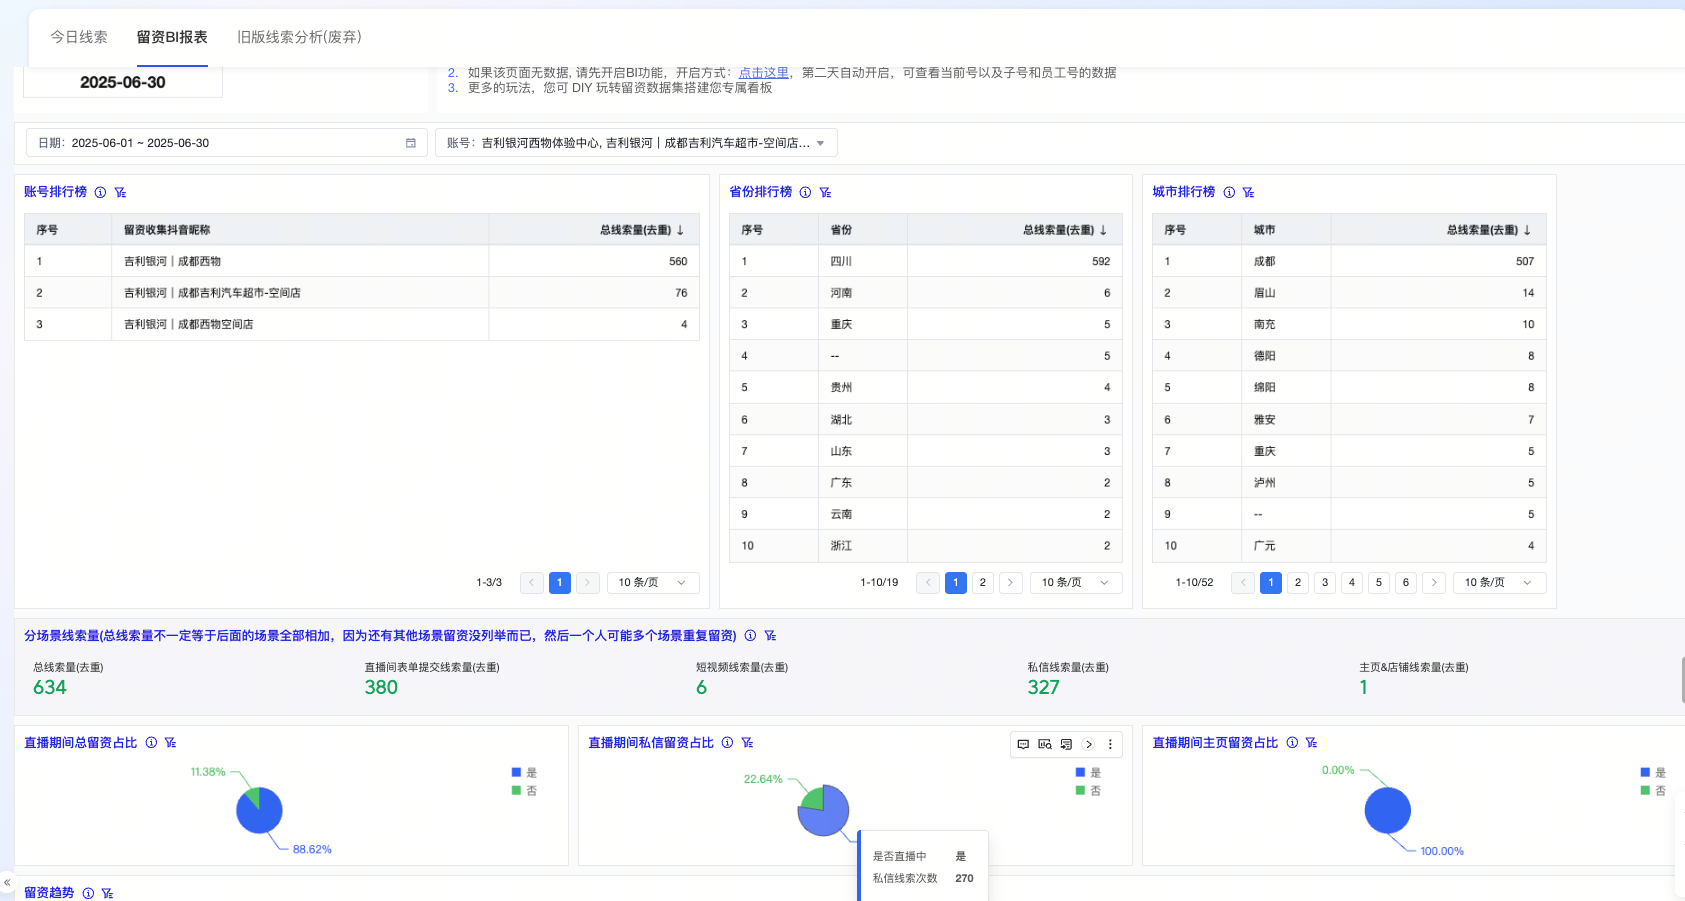 今日线索 留资BI报表 旧版线索分析(废弃)
2025-06-30
2. 如果该页面无数据, 请先开启BI功能，开启方式：点击这里，第二天自动开启，可查看当前号以及子号和员工号的数据
3. 更多的玩法，您可 DIY 玩转留资数据集搭建您专属看板
日期：2025-06-01 ~ 2025-06-30
账号：吉利银河西物体验中心, 吉利银河｜成都吉利汽车超市-空间店...
账号排行榜
序号 留资收集抖音昵称 总线索量(去重) ↓
1 吉利银河｜成都西物 560
2 吉利银河｜成都吉利汽车超市-空间店 76
3 吉利银河｜成都西物空间店 4
1-3/3 < 1 > 10 条/页
省份排行榜
序号 省份 总线索量(去重) ↓
1 四川 592
2 河南 6
3 重庆 5
4 -- 5
5 贵州 4
6 湖北 3
7 山东 3
8 广东 2
9 云南 2
10 浙江 2
1-10/19 < 1 2 > 10 条/页
城市排行榜
序号 城市 总线索量(去重) ↓
1 成都 507
2 眉山 14
3 南充 10
4 德阳 8
5 绵阳 8
6 雅安 7
7 重庆 5
8 泸州 5
9 -- 5
10 广元 4
1-10/52 < 1 2 3 4 5 6 > 10 条/页
分场景线索量(总线索量不一定等于后面的场景全部相加，因为还有其他场景留资没列举而已，然后一个人可能多个场景重复留资)
总线索量(去重) 直播间表单提交线索量(去重) 短视频线索量(去重) 私信线索量(去重) 主页&店铺线索量(去重)
634 380 6 327 1
直播期间总留资占比
11.38%
88.62%
是
否
直播期间私信留资占比
22.64%
是
否
是否直播中 是
私信线索次数 270
直播期间主页留资占比
0.00%
100.00%
是
否
«
留资趋势